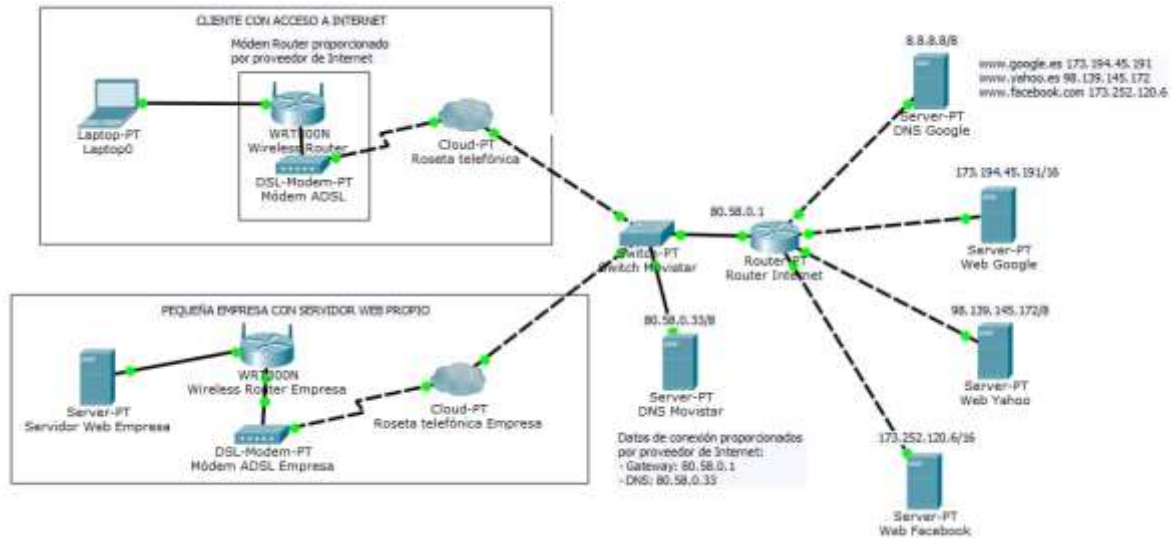 CLIENTE CON ACCESO A INTERNET
Módem Router proporcionado
por proveedor de Internet
Laptop-PT
Laptop0
WRT300N
Wireless Router
DSL-Modem-PT
Módem ADSL
Cloud-PT
Roseta telefónica
PEQUEÑA EMPRESA CON SERVIDOR WEB PROPIO
Server-PT
Servidor Web Empresa
WRT300N
Wireless Router Empresa
DSL-Modem-PT
Módem ADSL Empresa
Cloud-PT
Roseta telefónica Empresa
Switch-PT
Switch Movistar
80.58.0.1
Router-PT
Router Internet
80.58.0.33/8
Server-PT
DNS Movistar
Datos de conexión proporcionados
por proveedor de Internet:
- Gateway: 80.58.0.1
- DNS: 80.58.0.33
8.8.8.8/8
Server-PT
DNS Google
www.google.es 173.194.45.191
www.yahoo.es 98.139.145.172
www.facebook.com 173.252.120.6
173.194.45.191/16
Server-PT
Web Google
98.139.145.172/8
Server-PT
Web Yahoo
173.252.120.6/16
Server-PT
Web Facebook